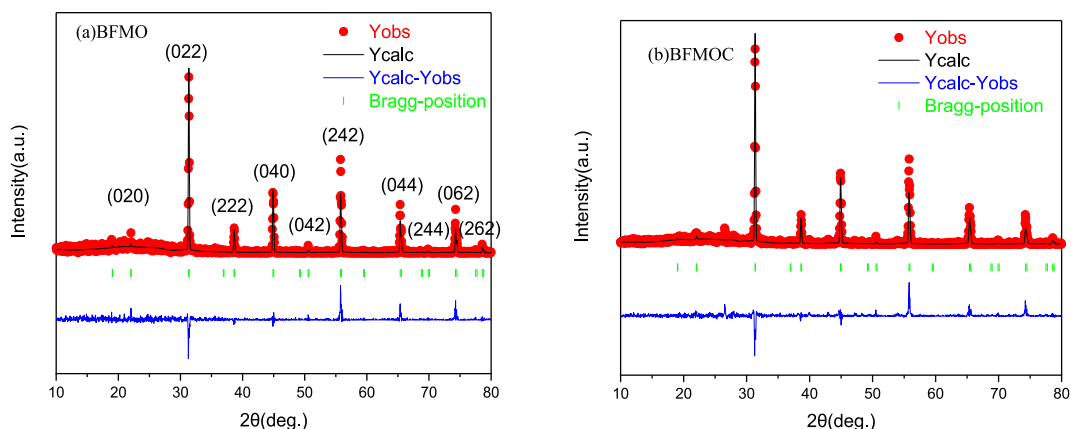 (a)BFMO
Yobs
Ycalc
Ycalc-Yobs
Bragg-position
(022)
(242)
(040)
(020)
(222)
(042)
(044)
(062)
(244)
(262)
Intensity(a.u.)
10 20 30 40 50 60 70 80
2θ(deg.)
(b)BFMOC
Yobs
Ycalc
Ycalc-Yobs
Bragg-position
Intensity(a.u.)
10 20 30 40 50 60 70 80
2θ(deg.)